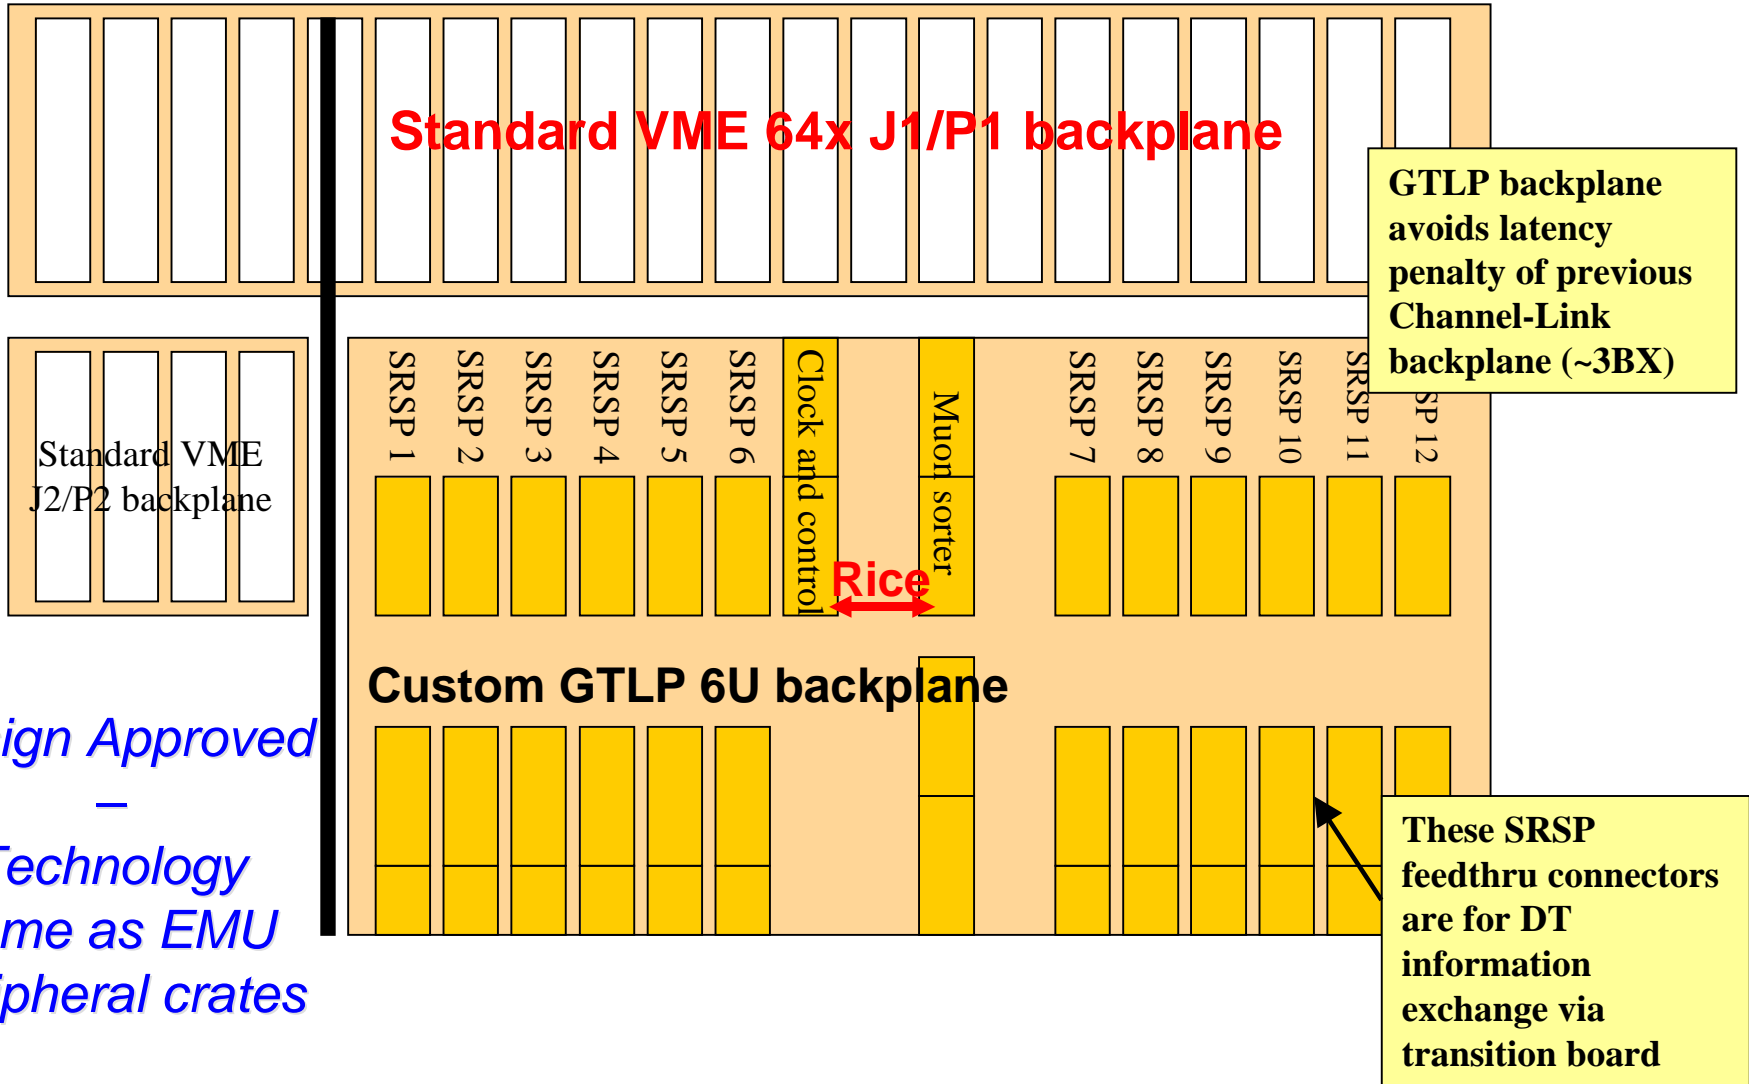 Standard VME 64x J1/P1 backplane
GTLP backplane
avoids latency
penalty of previous
Channel-Link
backplane (~3BX)
Standard VME
J2/P2 backplane
SRSP 1
SRSP 2
SRSP 3
SRSP 4
SRSP 5
SRSP 6
Clock and control
Muon sorter
SRSP 7
SRSP 8
SRSP 9
SRSP 10
SRSP 11
SP 12
Rice
Custom GTLP 6U backplane
ign Approved
–
Technology
me as EMU
ipheral crates
These SRSP
feedthru connectors
are for DT
information
exchange via
transition board